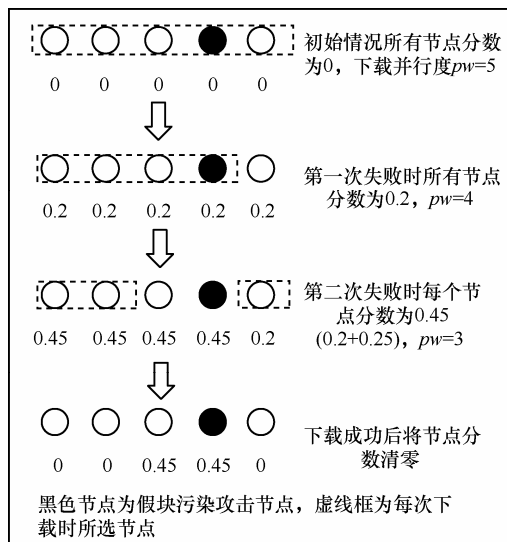 初始情况所有节点分数
为0，下载并行度pw=5
0 0 0 0 0
第一次失败时所有节点
分数为0.2，pw=4
0.2 0.2 0.2 0.2 0.2
第二次失败时每个节
点分数为0.45
(0.2+0.25)，pw=3
0.45 0.45 0.45 0.45 0.2
下载成功后将节点分
数清零
0 0 0.45 0.45 0
黑色节点为假块污染攻击节点，虚线框为每次下
载时所选节点